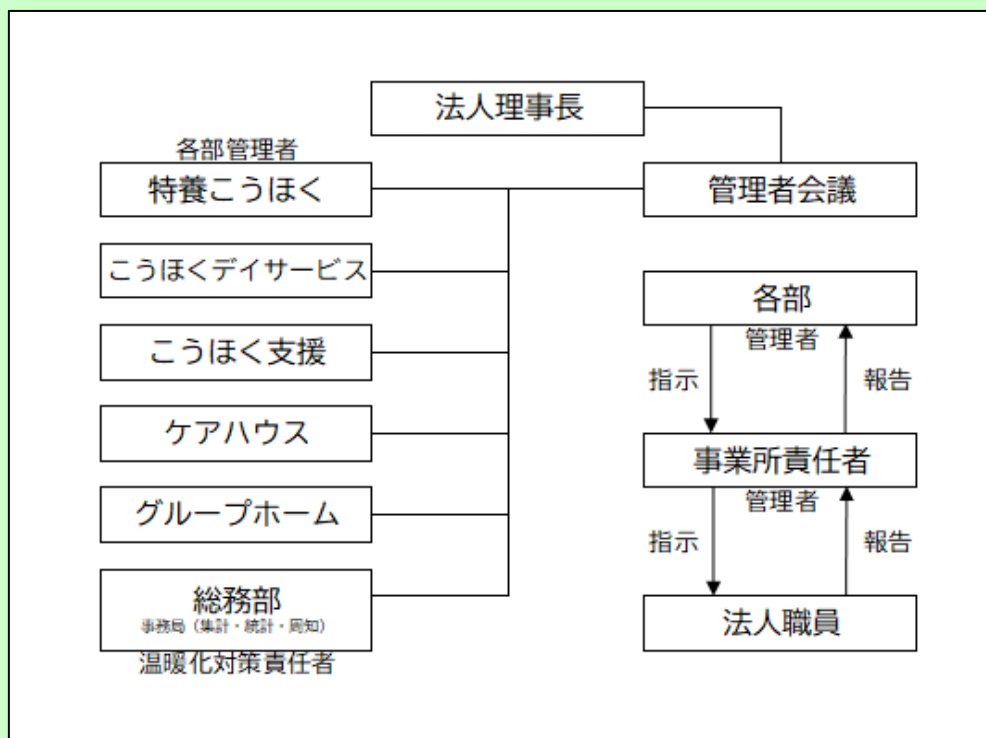 法人理事長
各部管理者
特養こうほく
管理者会議
こうほくデイサービス
こうほく支援
ケアハウス
グループホーム
総務部
事務局（集計・統計・周知）
温暖化対策責任者
各部
管理者
指示
報告
事業所責任者
管理者
指示
報告
法人職員